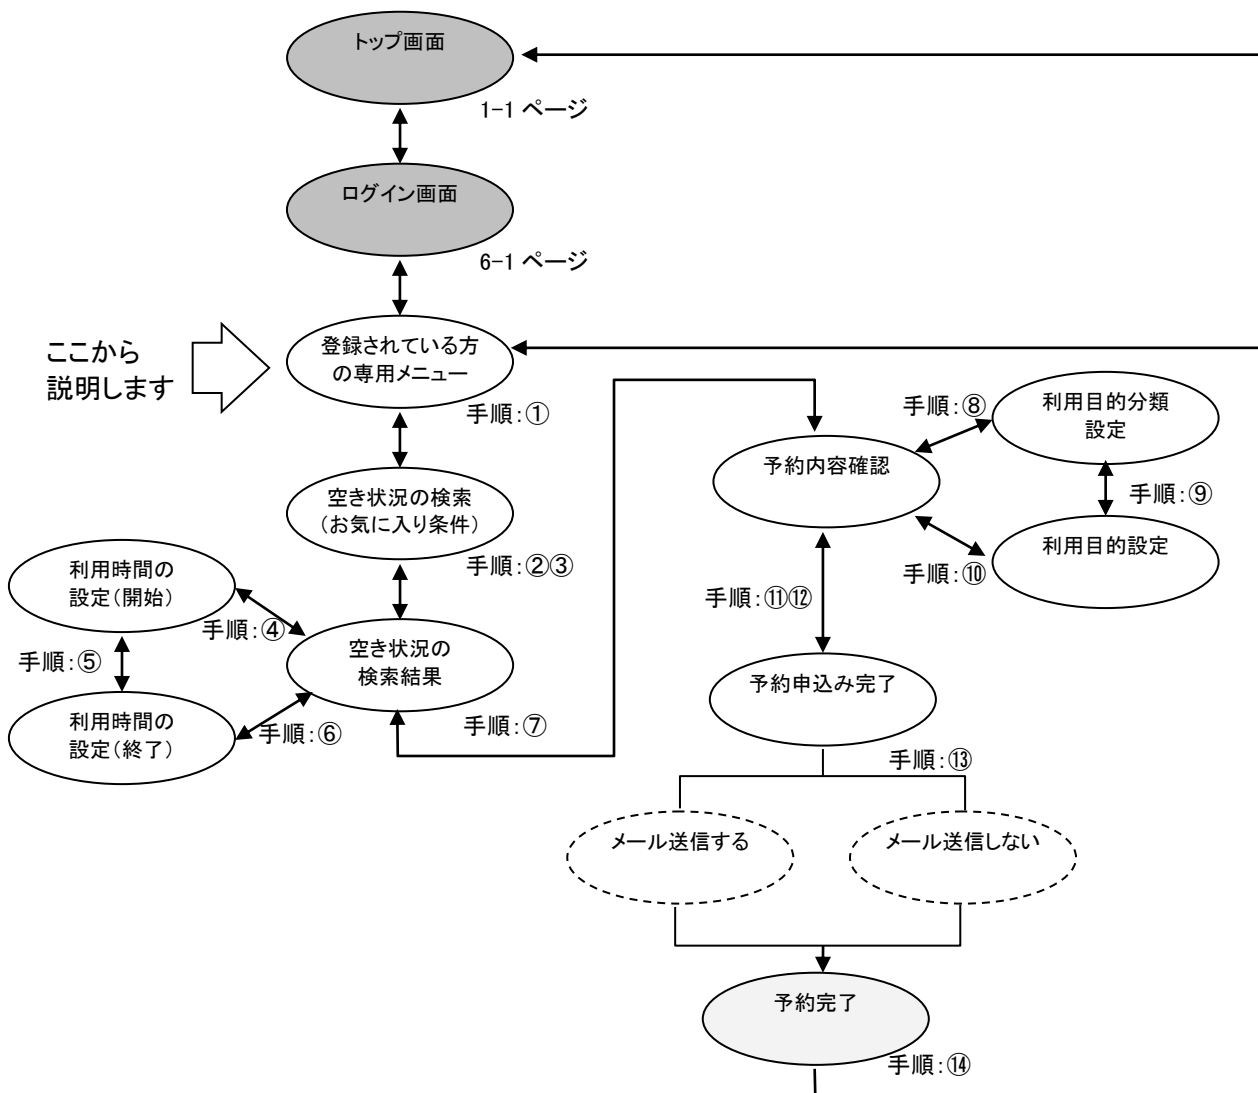 トップ画面
1-1 ページ
ログイン画面
6-1 ページ
ここから
説明します
登録されている方
の専用メニュー
手順:①
空き状況の検索
(お気に入り条件)
手順:②③
利用時間の
設定(開始)
手順:④
手順:⑤
利用時間の
設定(終了)
手順:⑥
空き状況の
検索結果
手順:⑦
予約内容確認
手順:⑧
利用目的分類
設定
手順:⑨
利用目的設定
手順:⑩
手順:⑪⑫
予約申込み完了
手順:⑬
メール送信する
メール送信しない
予約完了
手順:⑭